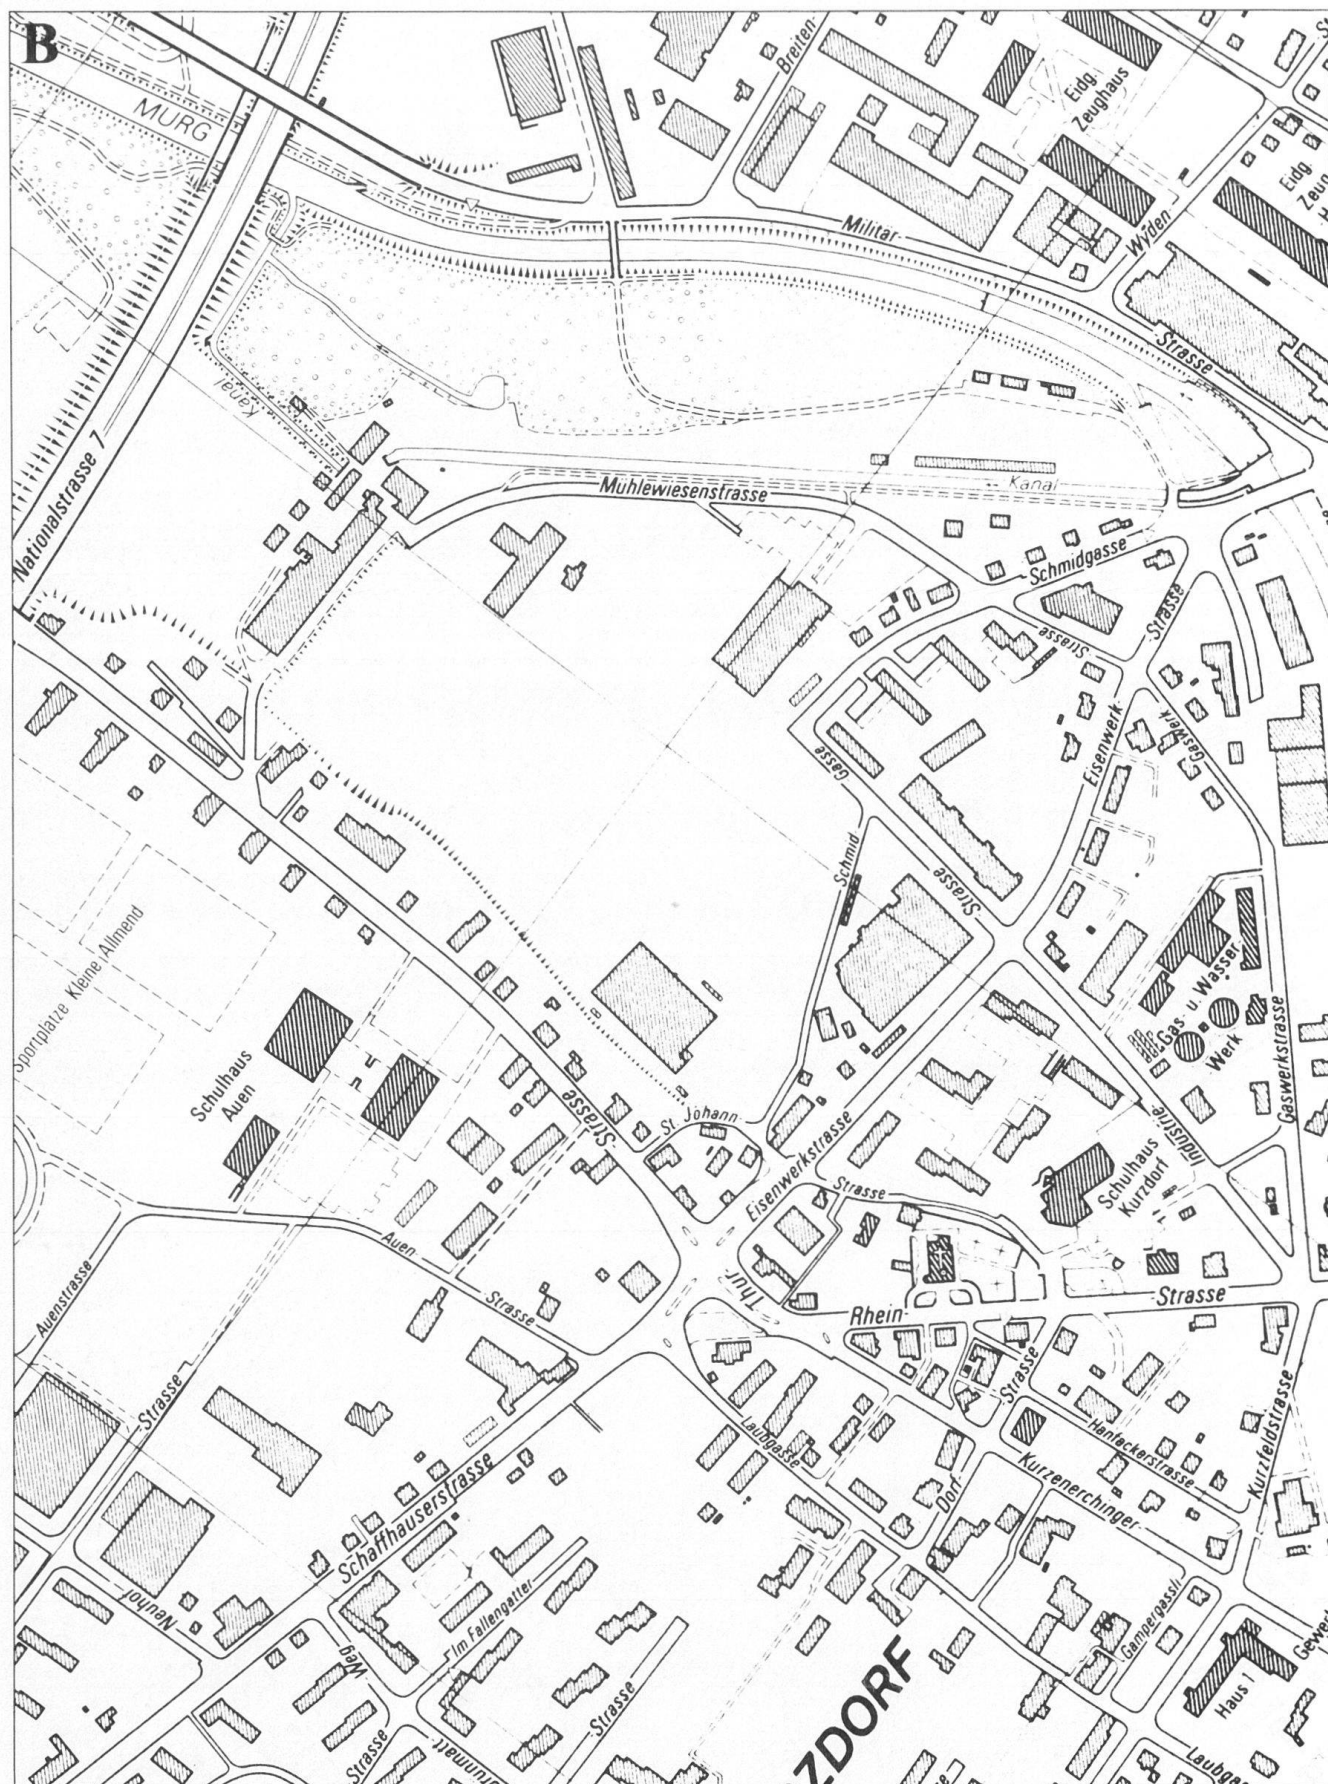 B
MURG
Breiten-
Eidg.
Zeughaus
Eidg.
Militär-
Wyden-
Strasse
Kanal
Nationalstrasse 7
Mühlewiesenstrasse
Kanal
Schmidgasse
Strasse
Strasse
Gasse
Eisenwerk-
Gaswerk
Schmid
Strasse
Sportplätze Kleine Allmend
Schulhaus
Auen
Gas u. Wasser
Werk
Gaswerkstrasse
Strasse
St. Johann-
Eisenwerkstrasse
Industrie
Schulhaus
Kurzdorf
Strasse
Auen-
Strasse
Auenstrasse
Thur-
Rhein-
Strasse
Strasse
Strasse
Laubgasse
Hanfäckerstrasse
Kurzfeldstrasse
Kurzenerchinger-
Dorf-
Schaffhauserstrasse
Neuhof
Im Fallengatter
Weg
Gampergässli
Haus 1
Strasse
Strasse
ZDORF